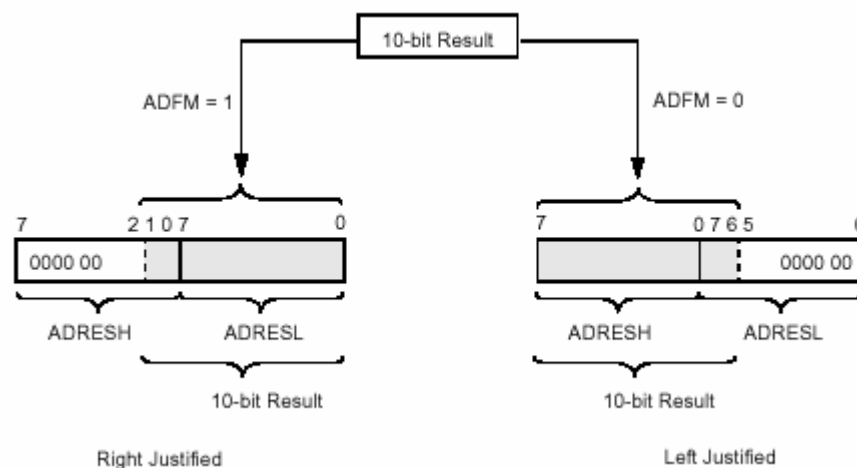 10-bit Result
ADFM = 1
ADFM = 0
7 2 1 0 7 0
7 0 7 6 5
0000 00
0000 00
ADRESH ADRESL
ADRESH ADRESL
10-bit Result
10-bit Result
Right Justified
Left Justified